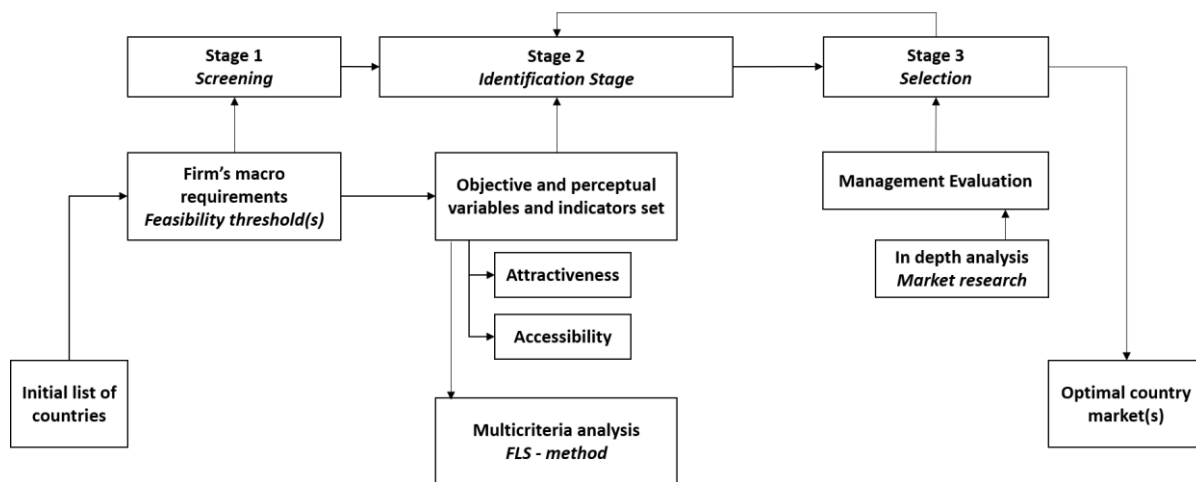 Stage 1
Screening
Stage 2
Identification Stage
Stage 3
Selection
Firm's macro
requirements
Feasibility threshold(s)
Objective and perceptual
variables and indicators set
Management Evaluation
In depth analysis
Market research
Attractiveness
Accessibility
Initial list of
countries
Optimal country
market(s)
Multicriteria analysis
FLS - method